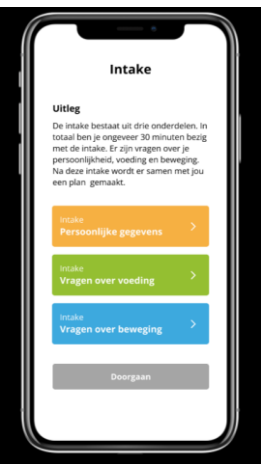 Intake
Uitleg
De intake bestaat uit drie onderdelen. In
totaal ben je ongeveer 30 minuten bezig
met de intake. Er zijn vragen over je
persoonlijkheid, voeding en beweging.
Na deze intake wordt er samen met jou
een plan gemaakt.
Intake
Persoonlijke gegevens
Intake
Vragen over voeding
Intake
Vragen over beweging
Doorgaan